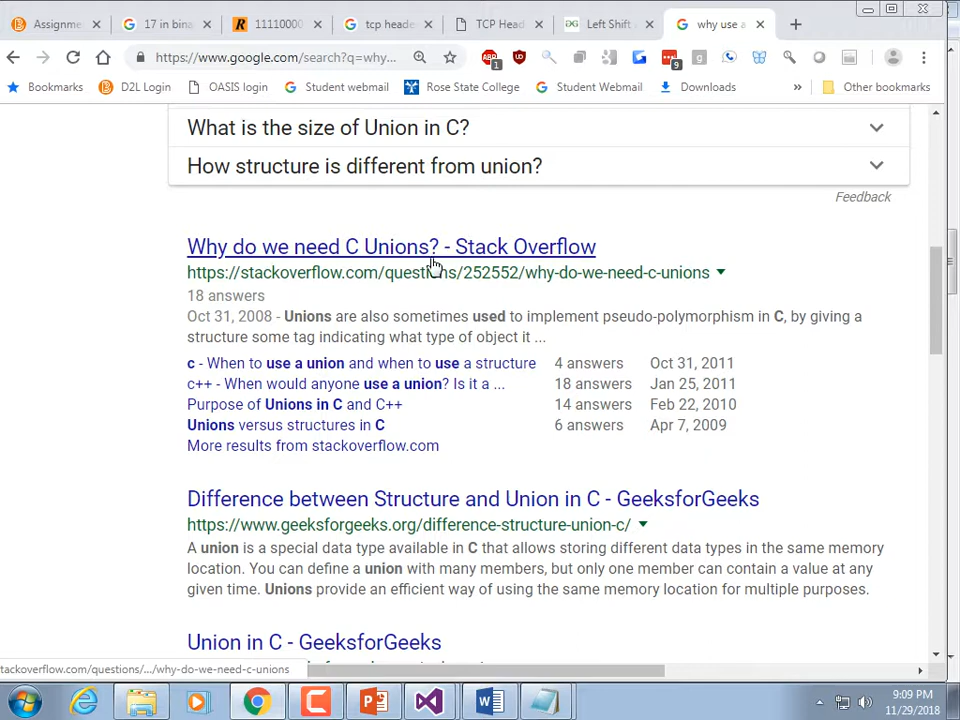 Assignme
17 in bina
11110000
tcp heade
TCP Head
Left Shift
why use a
https://www.google.com/search?q=why...
1
9
Bookmarks
D2L Login
OASIS login
Student webmail
Rose State College
Student Webmail
Downloads
»
Other bookmarks
What is the size of Union in C?
How structure is different from union?
Feedback
Why do we need C Unions? - Stack Overflow
https://stackoverflow.com/questions/252552/why-do-we-need-c-unions
18 answers
Oct 31, 2008 - Unions are also sometimes used to implement pseudo-polymorphism in C, by giving a
structure some tag indicating what type of object it ...
c - When to use a union and when to use a structure 4 answers Oct 31, 2011
c++ - When would anyone use a union? Is it a ... 18 answers Jan 25, 2011
Purpose of Unions in C and C++ 14 answers Feb 22, 2010
Unions versus structures in C 6 answers Apr 7, 2009
More results from stackoverflow.com
Difference between Structure and Union in C - GeeksforGeeks
https://www.geeksforgeeks.org/difference-structure-union-c/
A union is a special data type available in C that allows storing different data types in the same memory
location. You can define a union with many members, but only one member can contain a value at any
given time. Unions provide an efficient way of using the same memory location for multiple purposes.
Union in C - GeeksforGeeks
tackoverflow.com/questions/.../why-do-we-need-c-unions
9:09 PM
11/29/2018